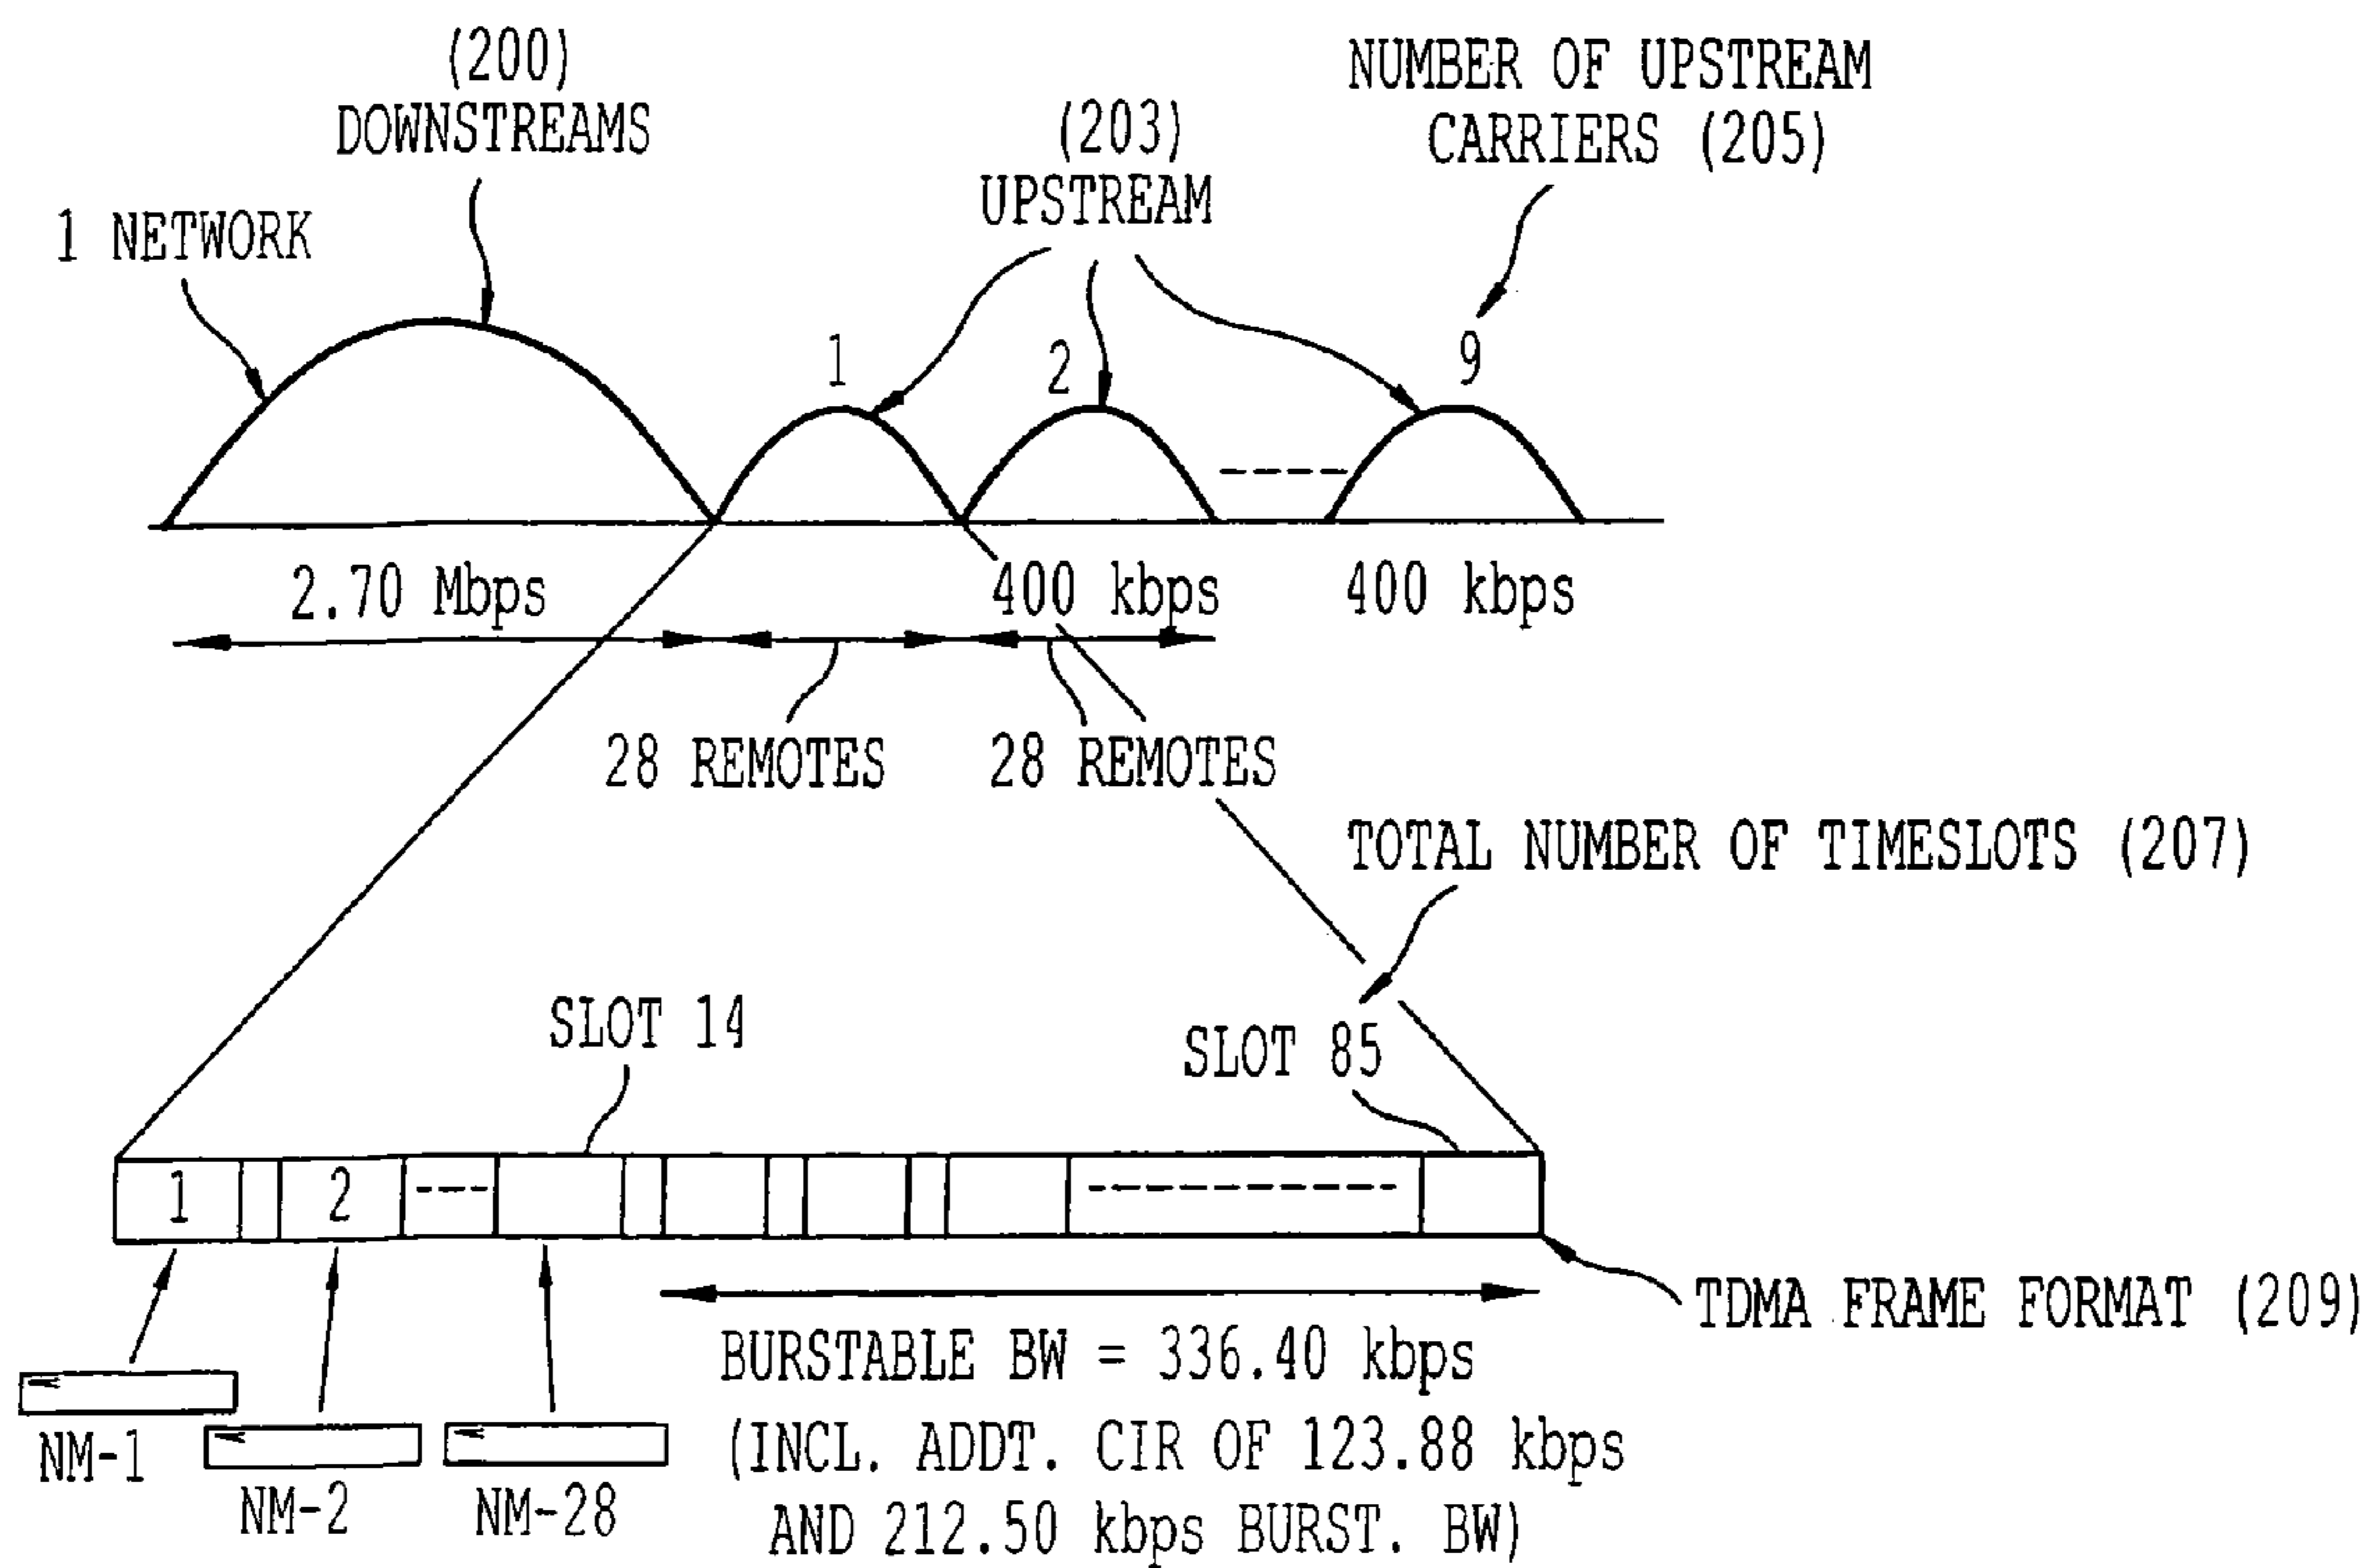 (200)
DOWNSTREAMS
NUMBER OF UPSTREAM
CARRIERS (205)
(203)
UPSTREAM
1 NETWORK
1
2
9
2.70 Mbps
400 kbps
400 kbps
28 REMOTES
28 REMOTES
TOTAL NUMBER OF TIMESLOTS (207)
SLOT 14
SLOT 85
1
2
TDMA FRAME FORMAT (209)
BURSTABLE BW = 336.40 kbps
(INCL. ADDT. CIR OF 123.88 kbps
AND 212.50 kbps BURST. BW)
NM-1
NM-2
NM-28